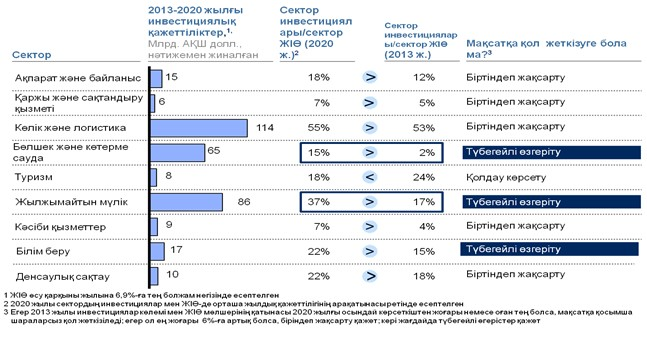 2013-2020 жылғы
инвестициялық
қажеттіліктер,1.
Млрд. АҚШ долл.,
нәтижемен жиналған
Сектор
инвестициял
ары/сектор
ЖІӨ (2020
ж.)2
Сектор
инвестициялар
ы/сектор ЖІӨ
(2013 ж.)
Мақсатқа қол жеткізуге бола
ма?3
Сектор
Ақпарат және байланыс 15 18% > 12% Біртіндеп жақсарту
Қаржы және сақтандыру
қызметі 6 7% > 5% Біртіндеп жақсарту
Көлік және логистика 114 55% > 53% Біртіндеп жақсарту
Бөлшек және көтерме
сауда 65 15% > 2% Түбегейлі өзгеріту
Туризм 8 18% < 24% Қолдау көрсету
Жылжымайтын мүлік 86 37% > 17% Түбегейлі өзгеріту
Кәсіби қызметтер 9 7% > 4% Біртіндеп жақсарту
Білім беру 17 22% > 15% Түбегейлі өзгеріту
Денсаулық сақтау 10 22% > 18% Біртіндеп жақсарту
1 ЖІӨ өсу қарқыны жылына 6,9%-ға тең болжам негізінде есептелген
2 2020 жылы сектордың инвестициялар мен ЖІӨ-де орташа жылдық қажеттілігінің арақатынасы ретінде есептелген
3 Егер 2013 жылы инвестициялар көлемі мен ЖІӨ мөлшерінің қатынасы 2020 жылғы осындай көрсеткіштен жоғары немесе оған тең болса, мақсатқа қосымша
шараларсыз қол жеткізіледі; егер ол ең жоғары 6%-ға артық болса, біріндеп жақсарту қажет; кері жағдайда түбегейлі өгерістер қажет